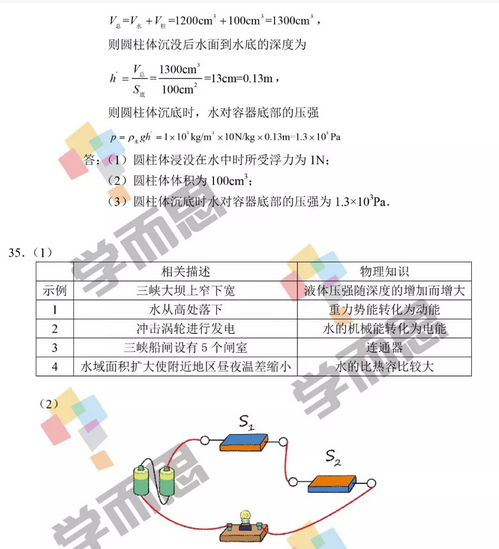 V总=V水+V柱=1200cm³+100cm³=1300cm³，
则圆柱体沉没后水面到水底的深度为
h'=V总/S底=1300cm³/100cm²=13cm=0.13m，
则圆柱体沉底时，水对容器底部的压强
p=ρ水gh'=1×10³kg/m³×10N/kg×0.13m=1.3×10³Pa
答：（1）圆柱体浸没在水中时所受浮力为1N；
（2）圆柱体体积为100cm³；
（3）圆柱体沉底时水对容器底部的压强为1.3×10³Pa．
35．（1）
相关描述 物理知识
示例 三峡大坝上窄下宽 液体压强随深度的增加而增大
1 水从高处落下 重力势能转化为动能
2 冲击涡轮进行发电 水的机械能转化为电能
3 三峡船闸设有5个闸室 连通器
4 水域面积扩大使附近地区昼夜温差缩小 水的比热容比较大
（2）
S1
S2
学而思
学而思
学而思
学而思